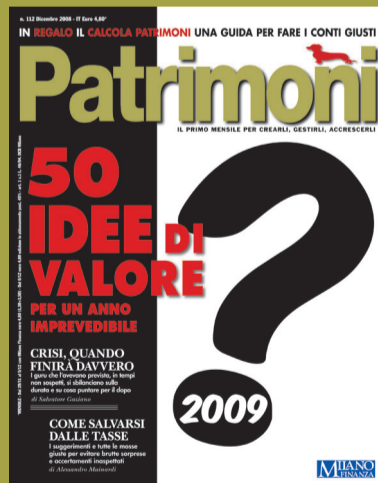 n. 112 Dicembre 2008 - IT Euro 4,80*
IN REGALO IL CALCOLA PATRIMONI UNA GUIDA PER FARE I CONTI GIUSTI
Patrimoni
IL PRIMO MENSILE PER CREARLI, GESTIRLI, ACCRESCERLI
50
IDEE DI
VALORE
PER UN ANNO
IMPREVEDIBILE
CRISI, QUANDO
FINIRÀ DAVVERO
I guru che l'avevano prevista, in tempi
non sospetti, si sbilanciano sulla
durata e su cosa puntare per il dopo
di Salvatore Gaziano
COME SALVARSI
DALLE TASSE
I suggerimenti e tutte le mosse
giuste per evitare brutte sorprese
e accertamenti inaspettati
di Alessandro Mainardi
2009
MILANO
FINANZA